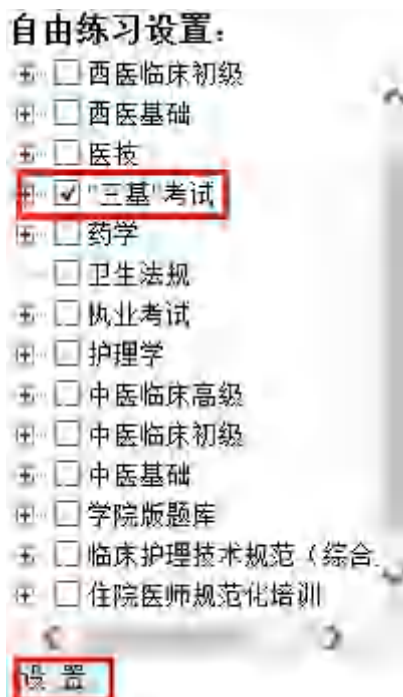 自由练习设置：
西医临床初级
西医基础
医技
"三基"考试
药学
卫生法规
执业考试
护理学
中医临床高级
中医临床初级
中医基础
学院版题库
临床护理技术规范（综合
住院医师规范化培训
设 置